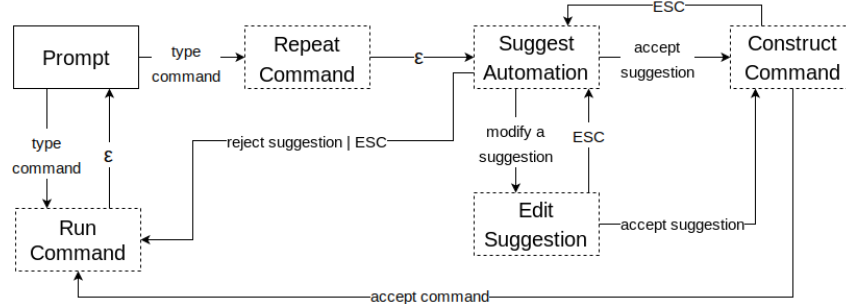 ESC
Prompt
type
command
Repeat
Command
ε
Suggest
Automation
accept
suggestion
Construct
Command
type
command
ε
reject suggestion | ESC
modify a
suggestion
ESC
Run
Command
Edit
Suggestion
accept suggestion
accept command